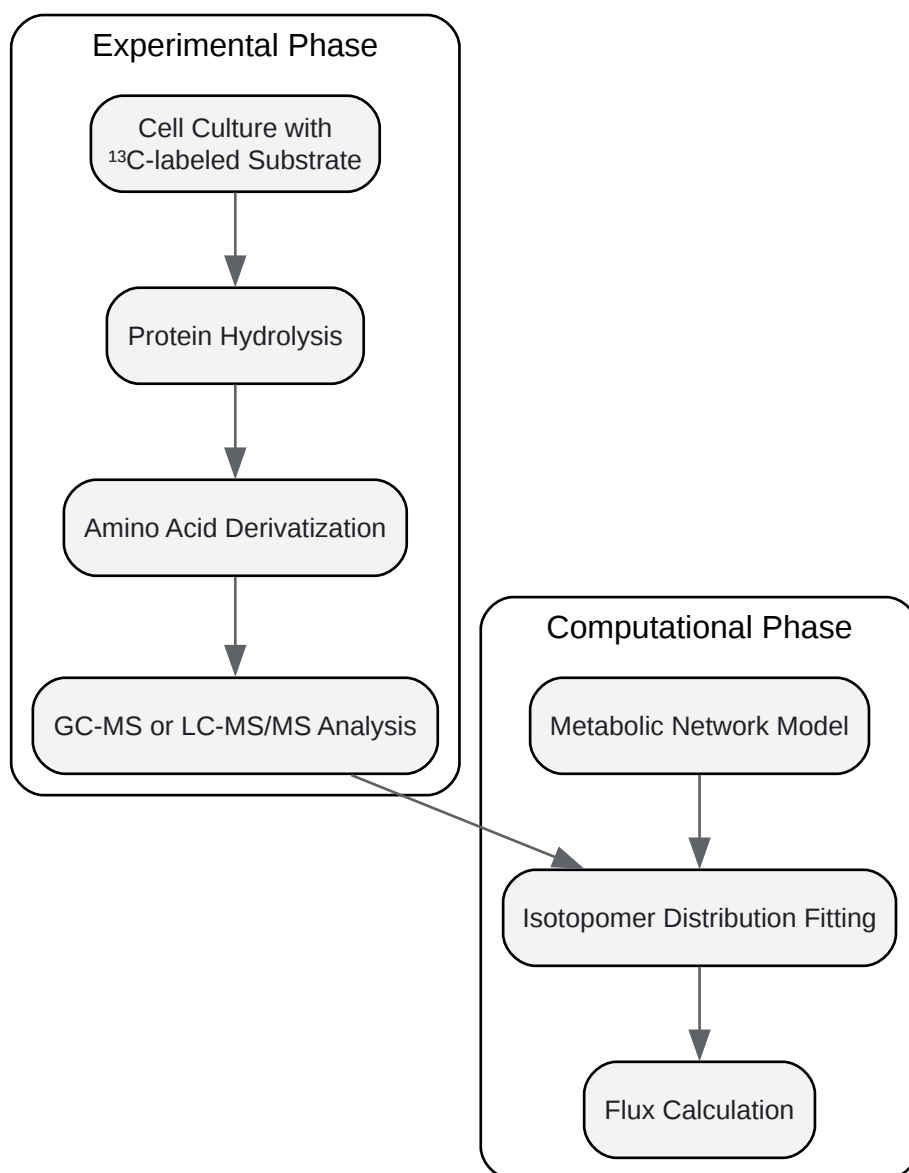 Experimental Phase
Cell Culture with
¹³C-labeled Substrate
Protein Hydrolysis
Amino Acid Derivatization
GC-MS or LC-MS/MS Analysis
Computational Phase
Metabolic Network Model
Isotopomer Distribution Fitting
Flux Calculation